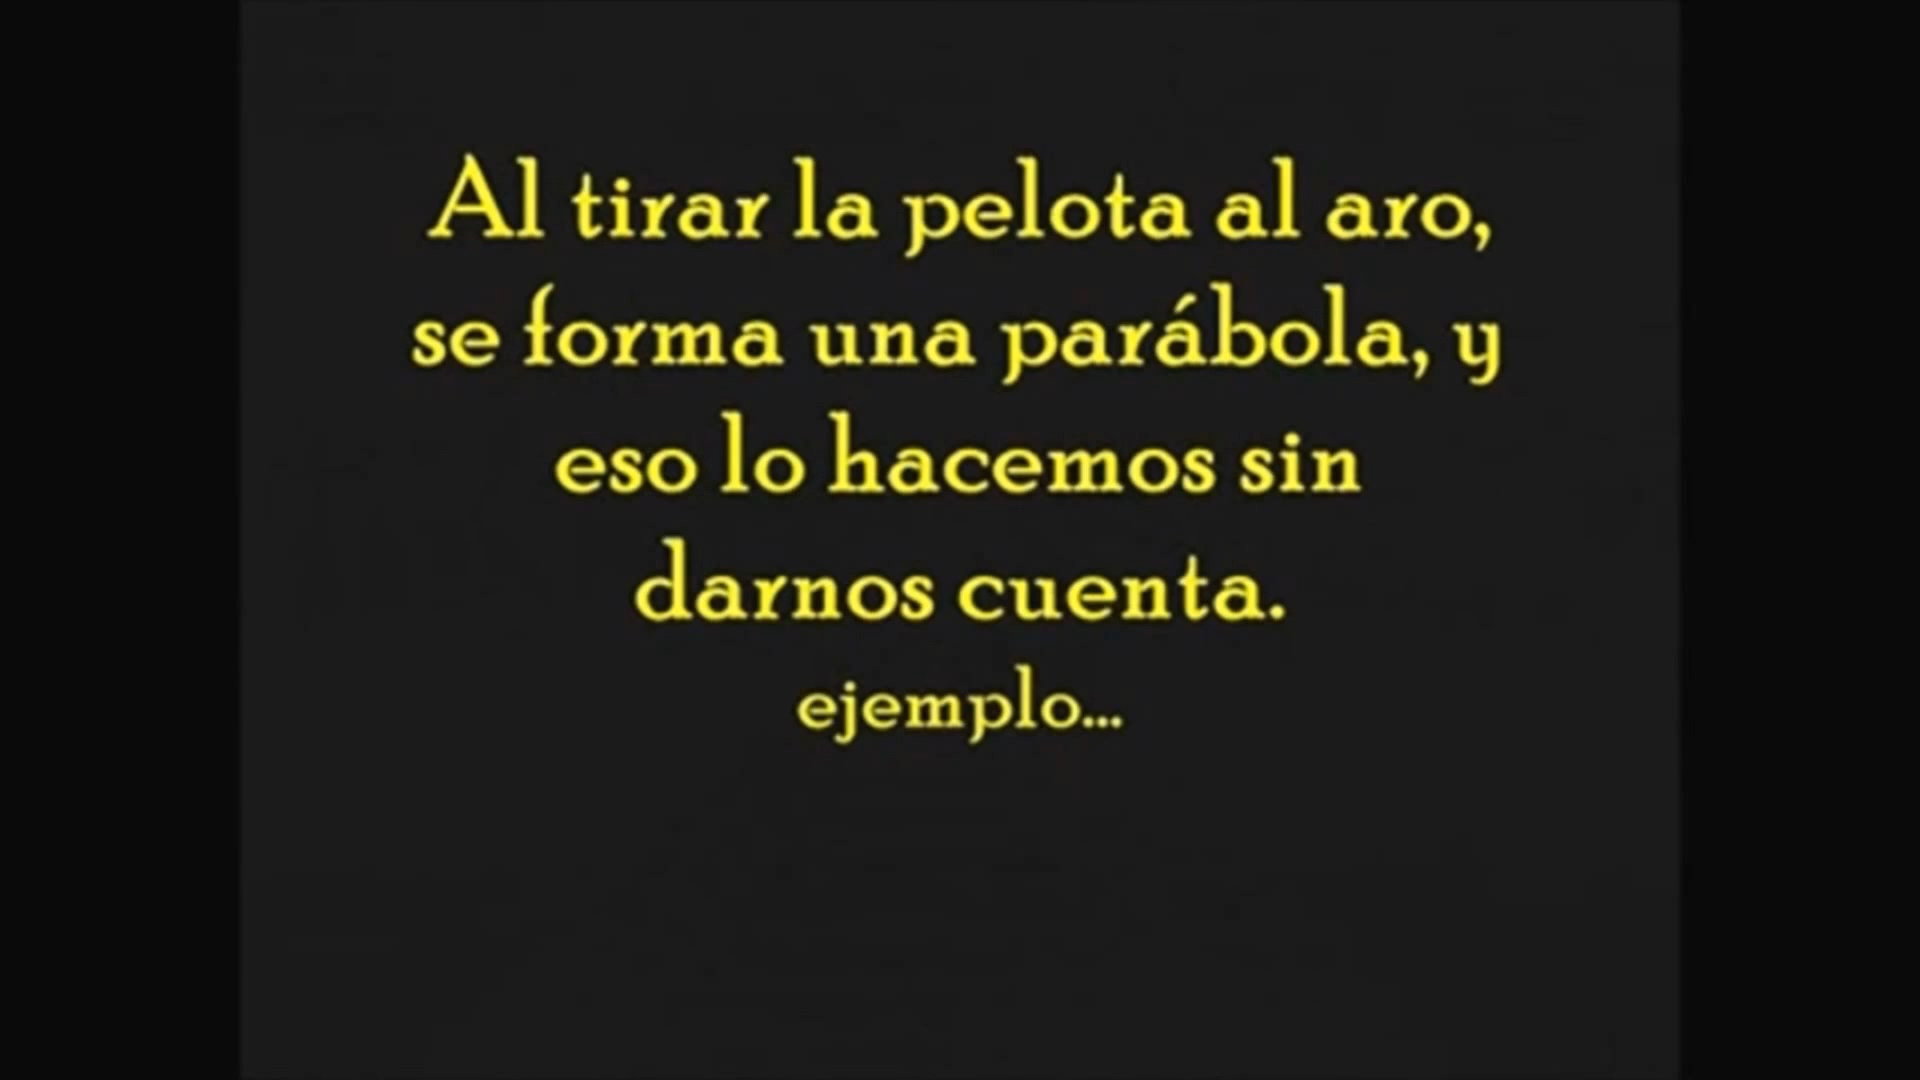 Al tirar la pelota al aro,
se forma una parábola, y
eso lo hacemos sin
darnos cuenta.
ejemplo...